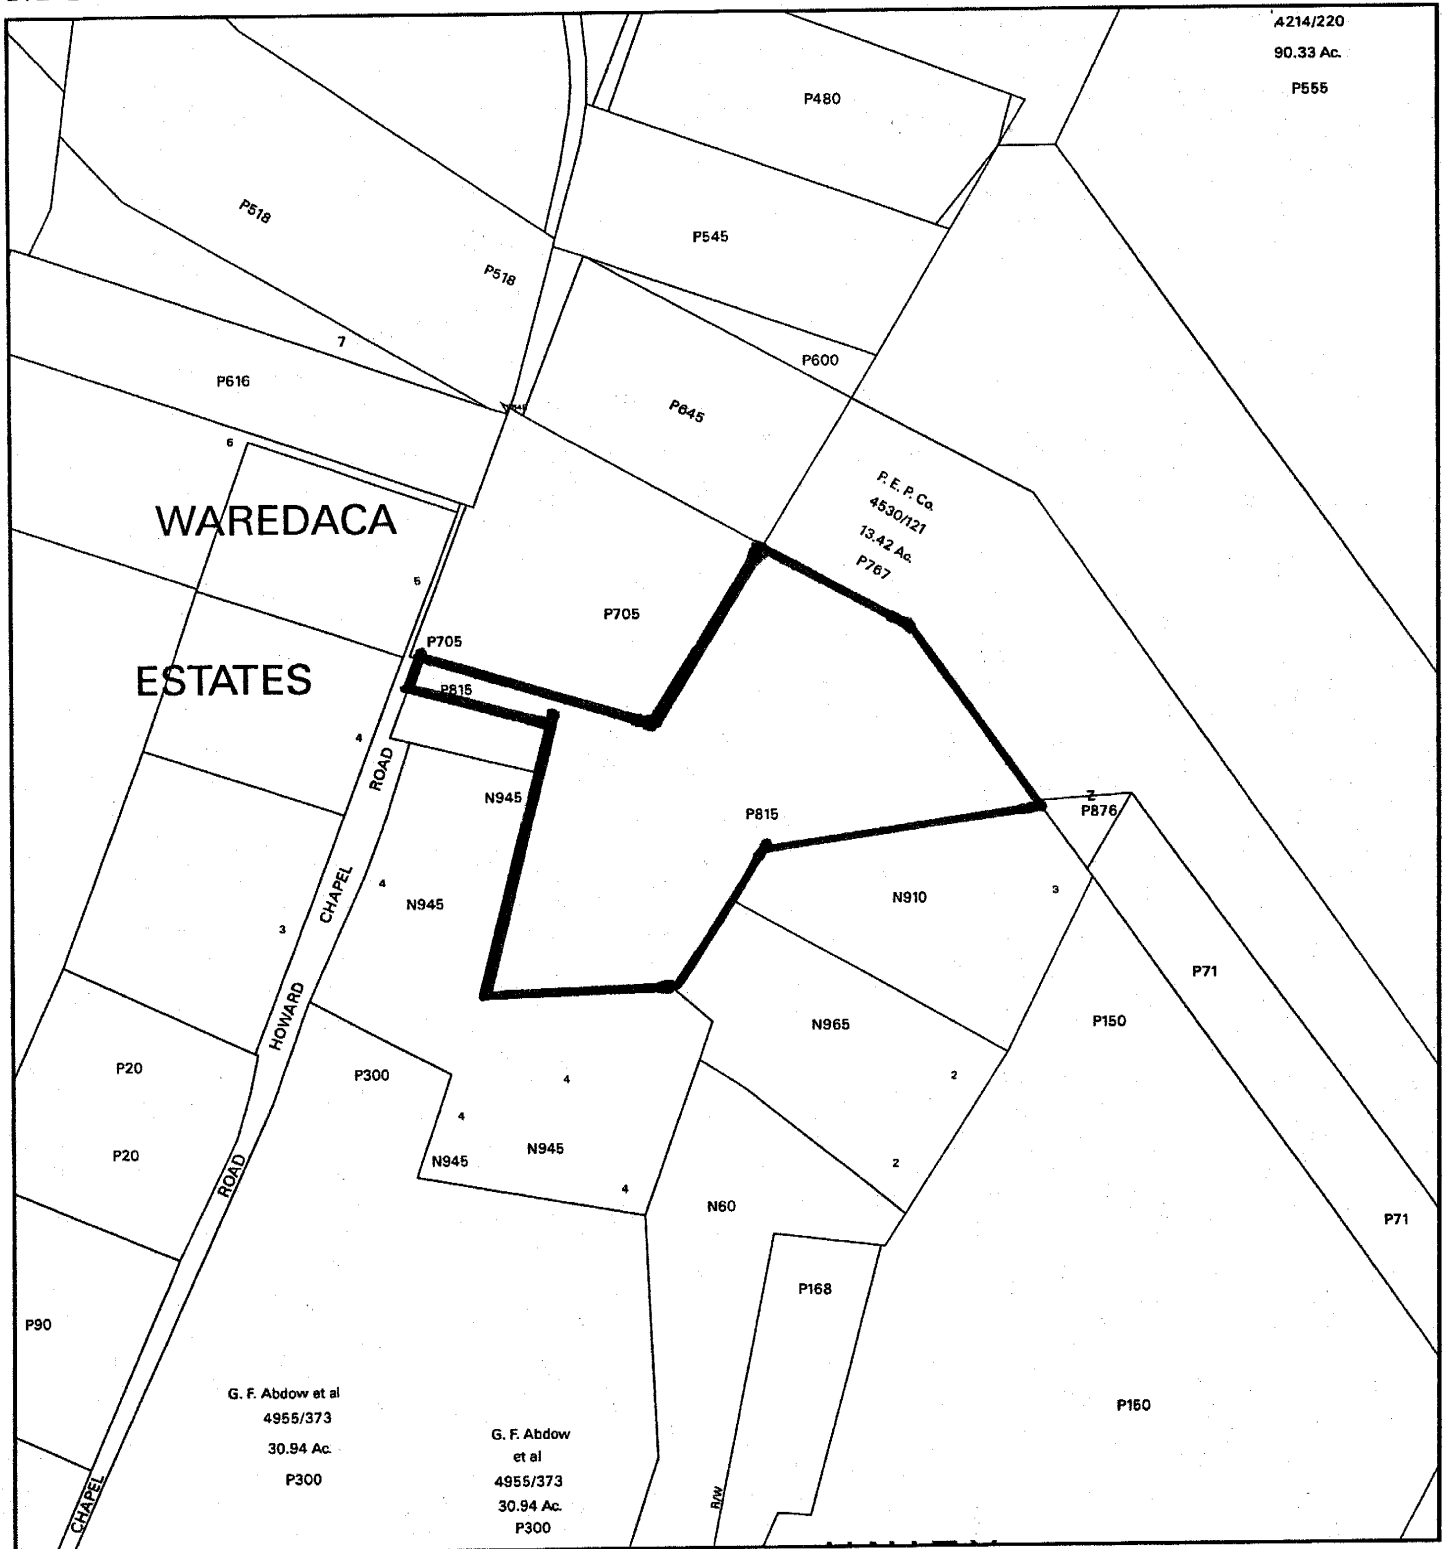 4214/220
90.33 Ac.
P555
P480
P518
P545
P518
7
P600
P616
P645
6
P. E. P. Co.
4530/121
13.42 Ac.
P767
WAREDACA
5
P705
P705
ESTATES
P815
4
ROAD
N945
Z
P876
P815
CHAPEL
4
N945
N910
3
3
P71
HOWARD
N965
P150
P20
P300
4
2
4
P20
N945
N945
ROAD
2
4
N60
P71
P168
P90
G. F. Abdow et al
4955/373
30.94 Ac.
P300
P150
G. F. Abdow
et al
4955/373
30.94 Ac.
P300
R/W
CHAPEL